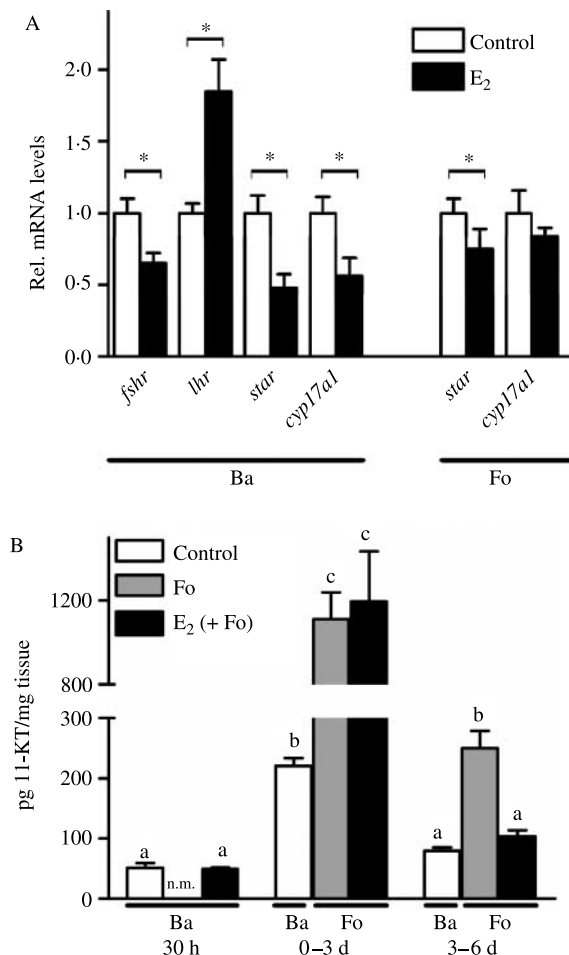 A
Control
E2
Rel. mRNA levels
2·0
1·5
1·0
0·5
0·0
* * * * *
fshr lhr star cyp17a1 star cyp17a1
Ba Fo
B
Control
Fo
E2 (+ Fo)
pg 11-KT/mg tissue
1200
800
300
200
100
0
a n.m. a b c c a b a
Ba Ba Fo Ba Fo
30 h 0–3 d 3–6 d